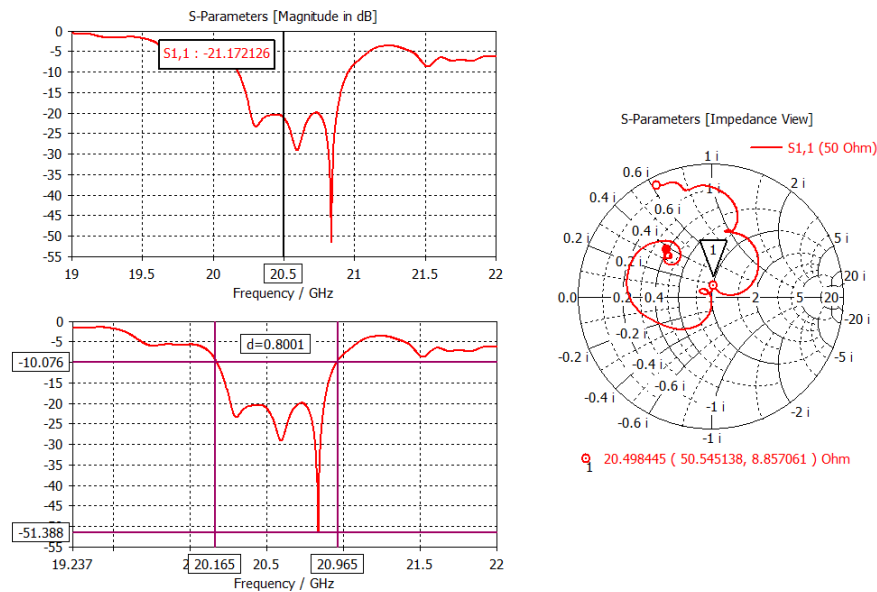 S-Parameters [Magnitude in dB]
0
-5
-10
-15
-20
-25
-30
-35
-40
-45
-50
-55
S1,1 : -21.172126
19
19.5
20
20.5
21
21.5
22
Frequency / GHz
0
-5
-10.076
-15
-20
-25
-30
-35
-40
-45
-51.388
-55
d=0.8001
19.237
20.165
20.5
20.965
21.5
22
Frequency / GHz
S-Parameters [Impedance View]
S1,1 (50 Ohm)
1 i
0.6 i
2 i
0.4 i
1 i
0.6 i
0.4 i
1
5 i
0.2 i
0.2 i
20 i
0.0
0.2
0.4
2
5
20
-20 i
-0.2 i
-0.2 i
-0.4 i
-5 i
-0.6 i
-0.4 i
-1 i
-2 i
-0.6 i
-1 i
1
20.498445 ( 50.545138, 8.857061 ) Ohm